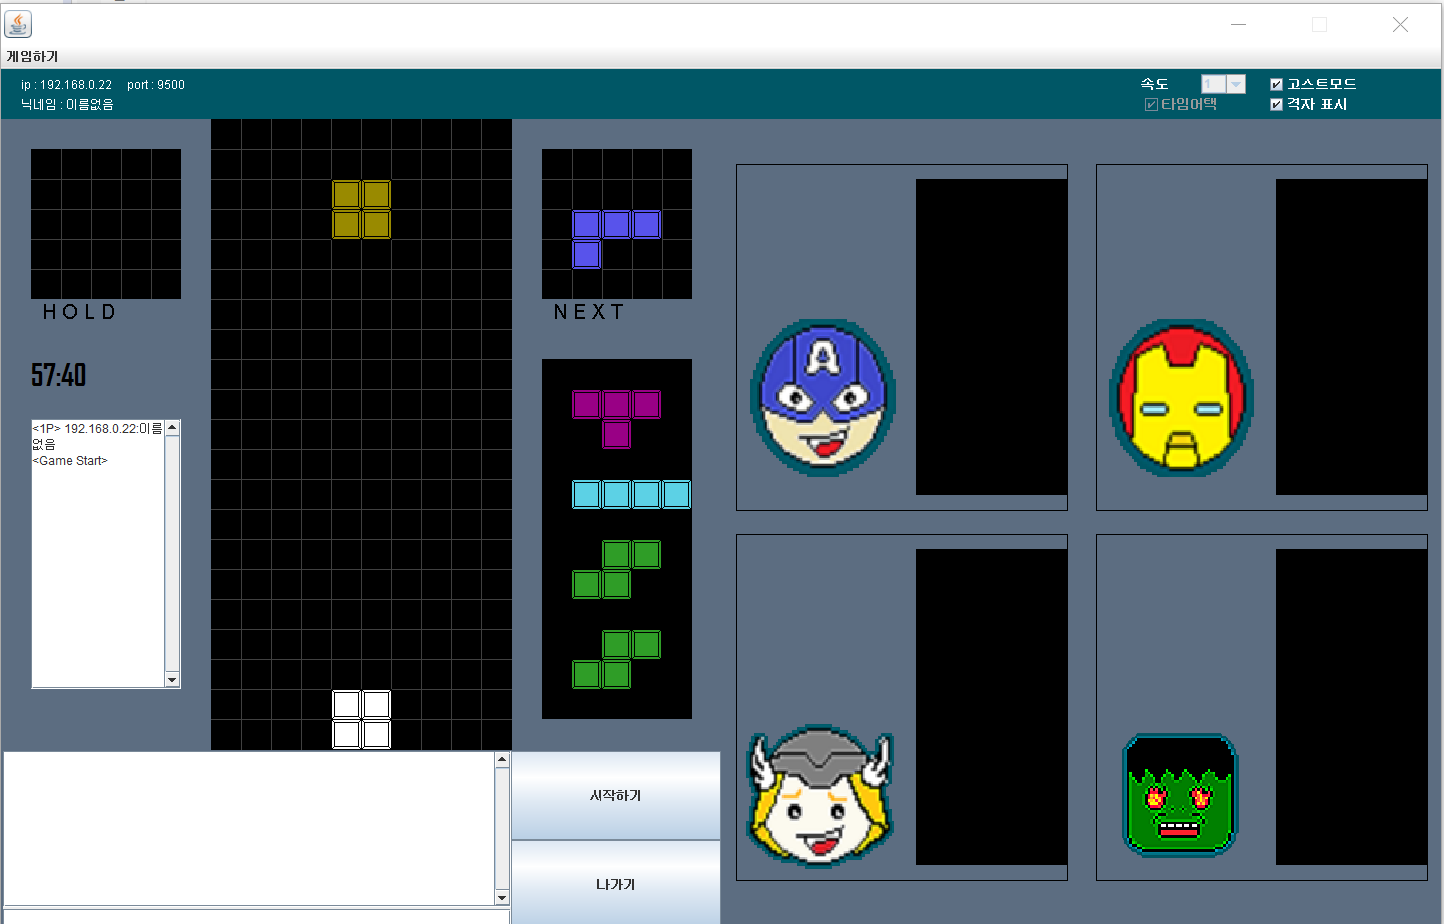 게임하기
ip : 192.168.0.22 port : 9500
닉네임 : 이름없음
속도 1
고스트모드
타임어택
격자 표시
HOLD
NEXT
57:40
<1P> 192.168.0.22:이름
없음
<Game Start>
A
시작하기
나가기